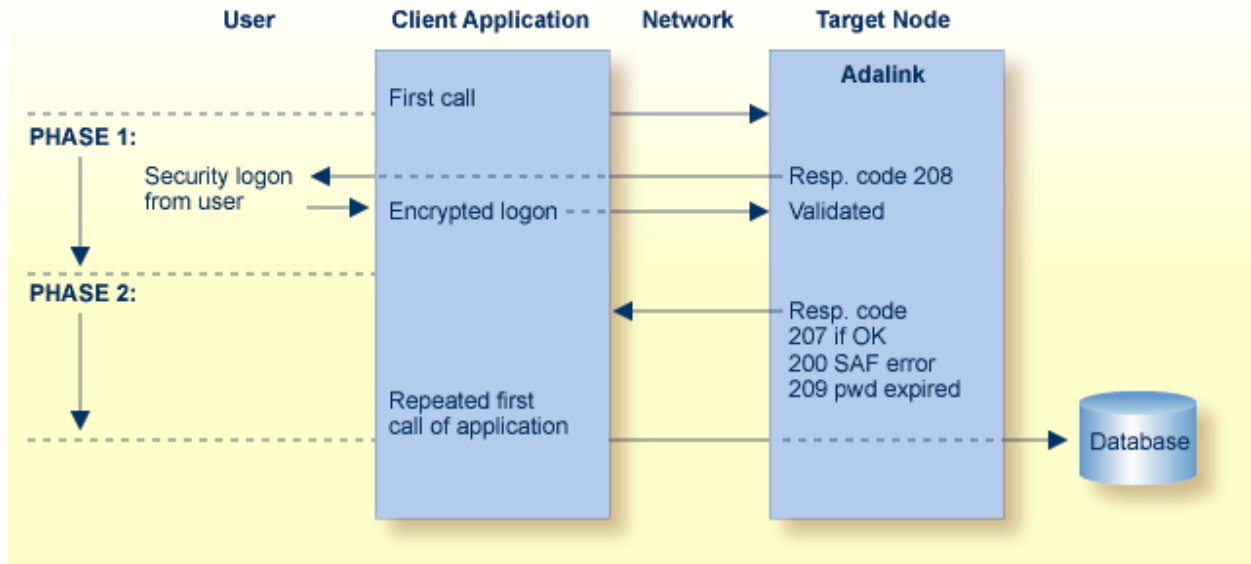 User
Client Application
Network
Target Node
Adalink
First call
PHASE 1:
Security logon
from user
Resp. code 208
Encrypted logon
Validated
PHASE 2:
Resp. code
207 if OK
200 SAF error
209 pwd expired
Repeated first
call of application
Database